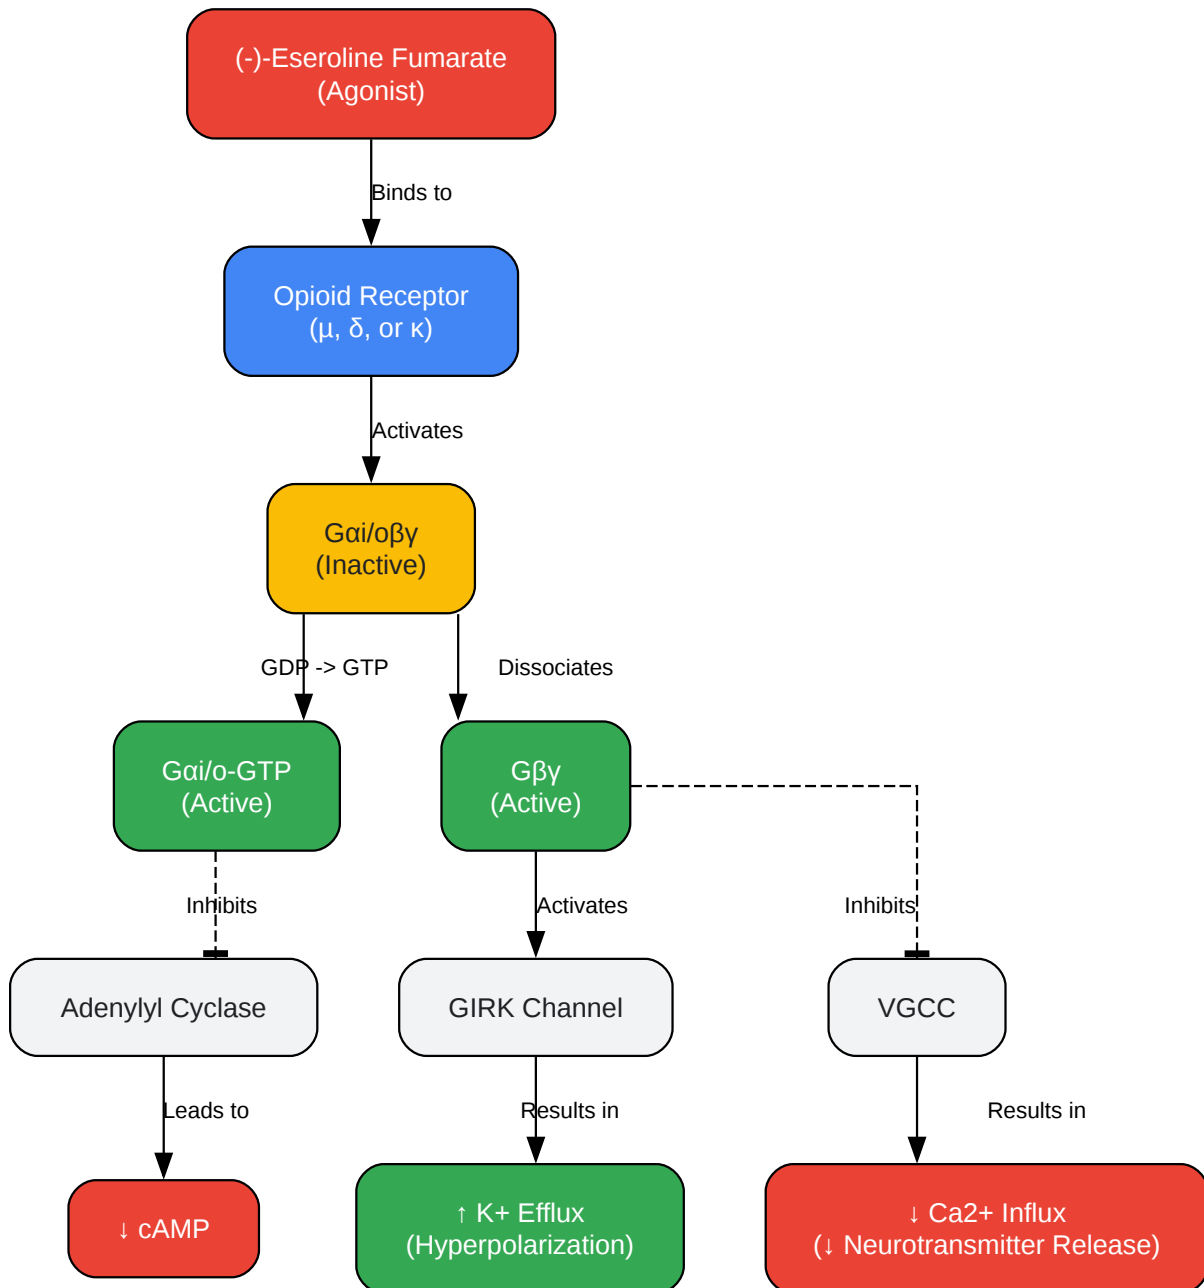 (-)-Eseroline Fumarate
(Agonist)
Binds to
Opioid Receptor
(μ, δ, or κ)
Activates
Gαi/oβγ
(Inactive)
GDP -> GTP
Dissociates
Gαi/o-GTP
(Active)
Gβγ
(Active)
Inhibits
Activates
Inhibits
Adenylyl Cyclase
GIRK Channel
VGCC
Leads to
Results in
Results in
↓ cAMP
↑ K+ Efflux
(Hyperpolarization)
↓ Ca2+ Influx
(↓ Neurotransmitter Release)